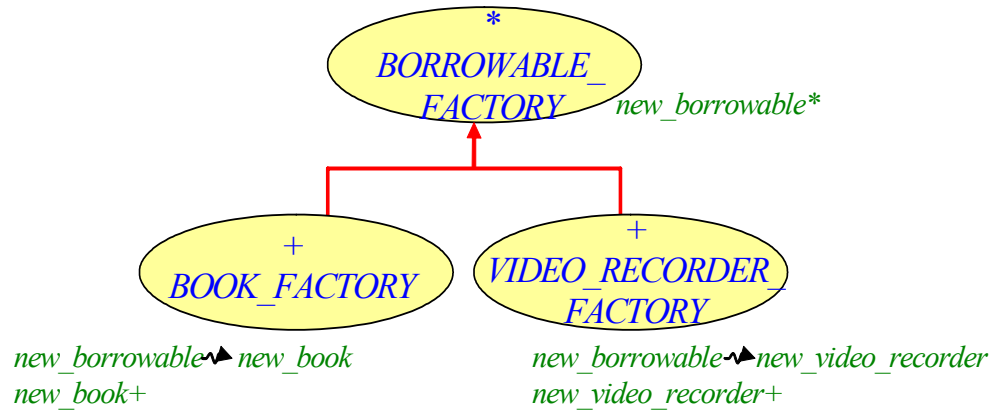 *
BORROWABLE_
FACTORY
new_borrowable*
+
BOOK_FACTORY
+
VIDEO_RECORDER_
FACTORY
new_borrowable new_book
new_book+
new_borrowable new_video_recorder
new_video_recorder+